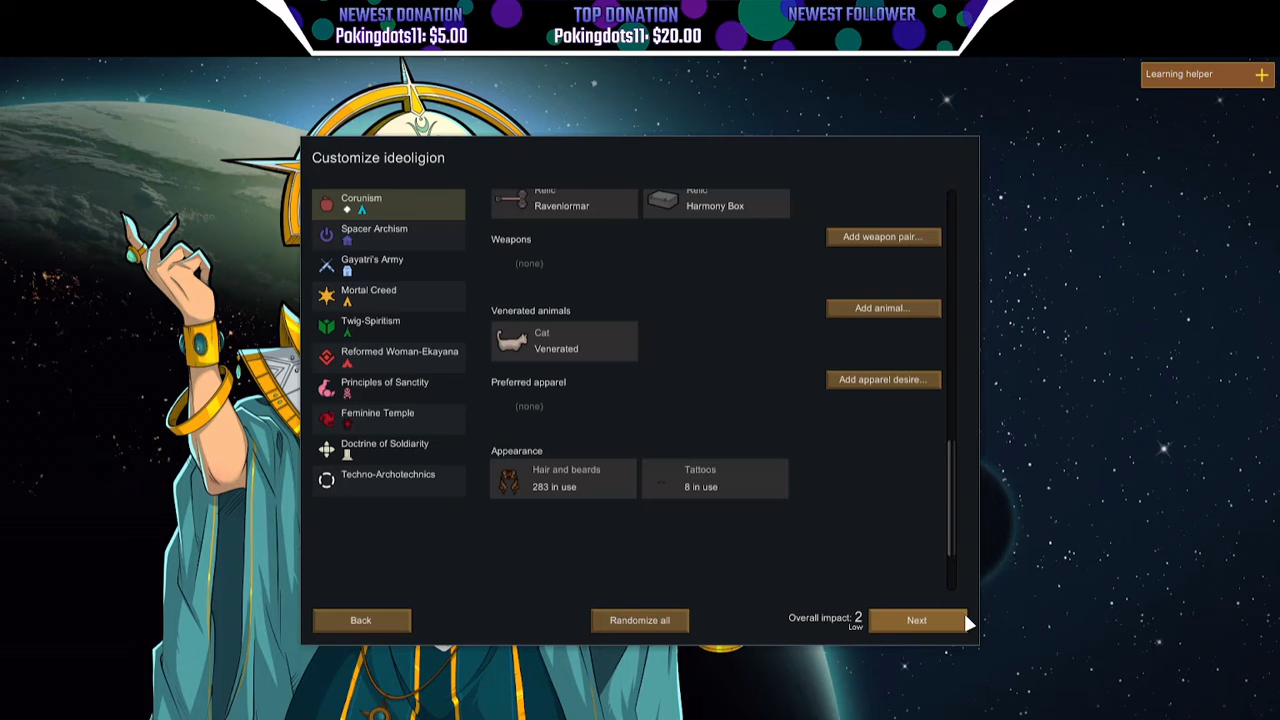 NEWEST DONATION
Pokingdots11: $5.00
TOP DONATION
Pokingdots11: $20.00
NEWEST FOLLOWER
Learning helper
Customize ideoligion
Corunism
Spacer Archism
Gayatri's Army
Mortal Creed
Twig-Spiritism
Reformed Woman-Ekayana
Principles of Sanctity
Feminine Temple
Doctrine of Soldiarity
Techno-Archotechnics
Relic
Raveniormar
Relic
Harmony Box
Weapons
Add weapon pair...
(none)
Venerated animals
Add animal...
Cat
Venerated
Preferred apparel
Add apparel desire...
(none)
Appearance
Hair and beards
283 in use
Tattoos
8 in use
Back
Randomize all
Overall impact: 2
Low
Next